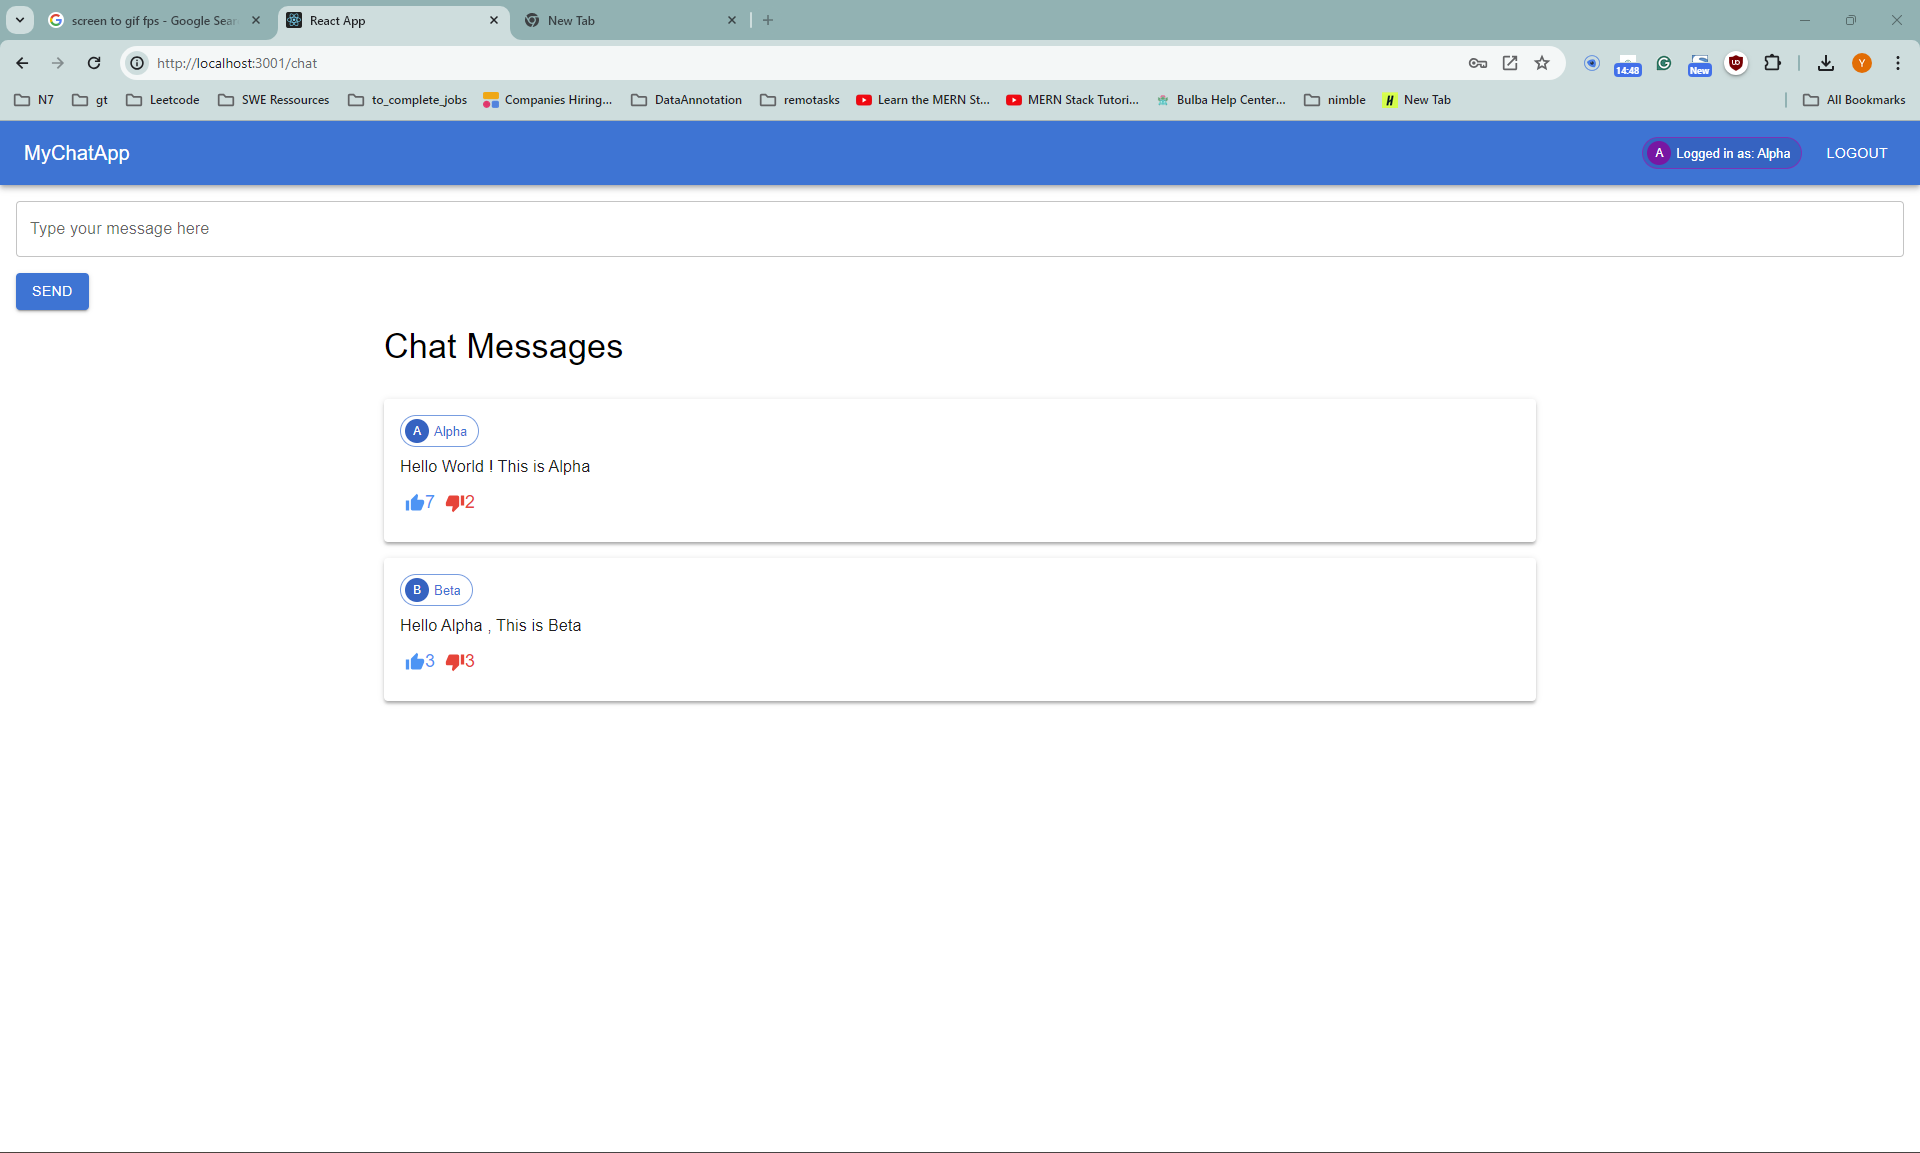 screen to gif fps - Google Sear
React App
New Tab
http://localhost:3001/chat
14:48
New
Y
N7
gt
Leetcode
SWE Ressources
to_complete_jobs
Companies Hiring...
DataAnnotation
remotasks
Learn the MERN St...
MERN Stack Tutori...
Bulba Help Center...
nimble
New Tab
All Bookmarks
MyChatApp
A Logged in as: Alpha
LOGOUT
Type your message here
SEND
Chat Messages
A Alpha
Hello World ! This is Alpha
7 2
B Beta
Hello Alpha , This is Beta
3 3